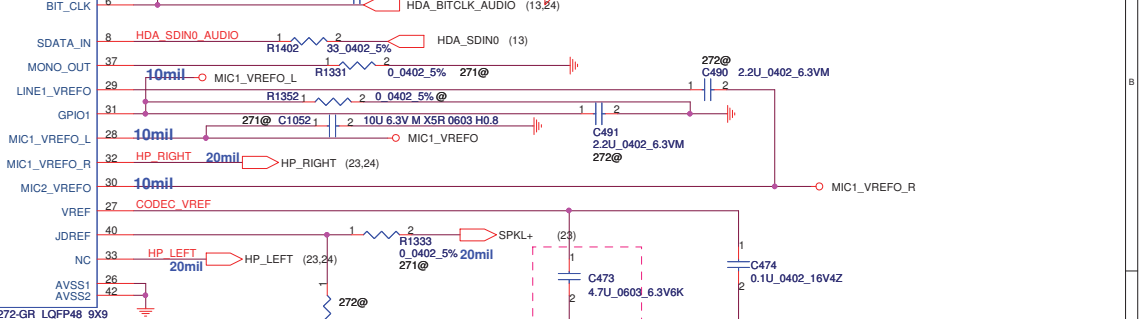 BIT_CLK 6 HDA_BITCLK_AUDIO (13,24)
SDATA_IN 8 HDA_SDIN0_AUDIO 1 2 HDA_SDIN0 (13)
R1402 33_0402_5%
MONO_OUT 37 1 2
R1331 0_0402_5% 271@
10mil MIC1_VREFO_L
272@
C490 2.2U_0402_6.3VM
LINE1_VREFO 29 1 2
R1352 1 2 0_0402_5% @
GPIO1 31 1 2
271@ C1052 1 2 10U 6.3V M X5R 0603 H0.8
C491
2.2U_0402_6.3VM
272@
MIC1_VREFO_L 28 10mil MIC1_VREFO
MIC1_VREFO_R 32 HP_RIGHT 20mil HP_RIGHT (23,24)
MIC2_VREFO 30 10mil MIC1_VREFO_R
VREF 27 CODEC_VREF
JDREF 40 1 2 SPKL+ (23)
R1333
0_0402_5% 20mil
271@
NC 33 HP_LEFT HP_LEFT (23,24)
20mil
1 1
C474
0.1U_0402_16V4Z
2
C473
4.7U_0603_6.3V6K
2
AVSS1 26
AVSS2 42
1
272@
272-GR LQFP48 9X9
B